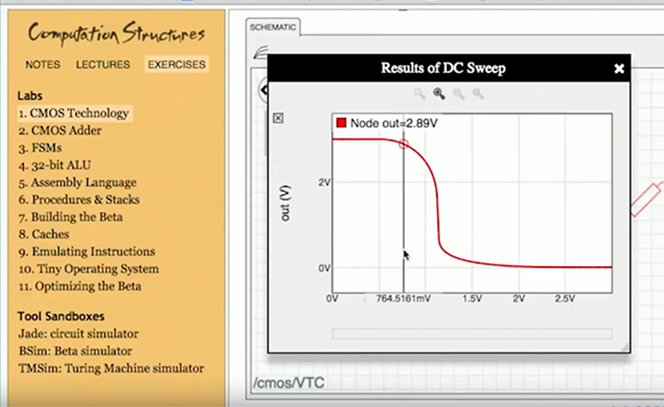 Computation Structures
NOTES LECTURES EXERCISES
Labs
1. CMOS Technology
2. CMOS Adder
3. FSMs
4. 32-bit ALU
5. Assembly Language
6. Procedures & Stacks
7. Building the Beta
8. Caches
9. Emulating Instructions
10. Tiny Operating System
11. Optimizing the Beta
Tool Sandboxes
Jade: circuit simulator
BSim: Beta simulator
TMSim: Turing Machine simulator
SCHEMATIC
Results of DC Sweep
Node out=2.89V
out (V)
2V
0V
0V 764.5161mV 1.5V 2V 2.5V
/cmos/VTC